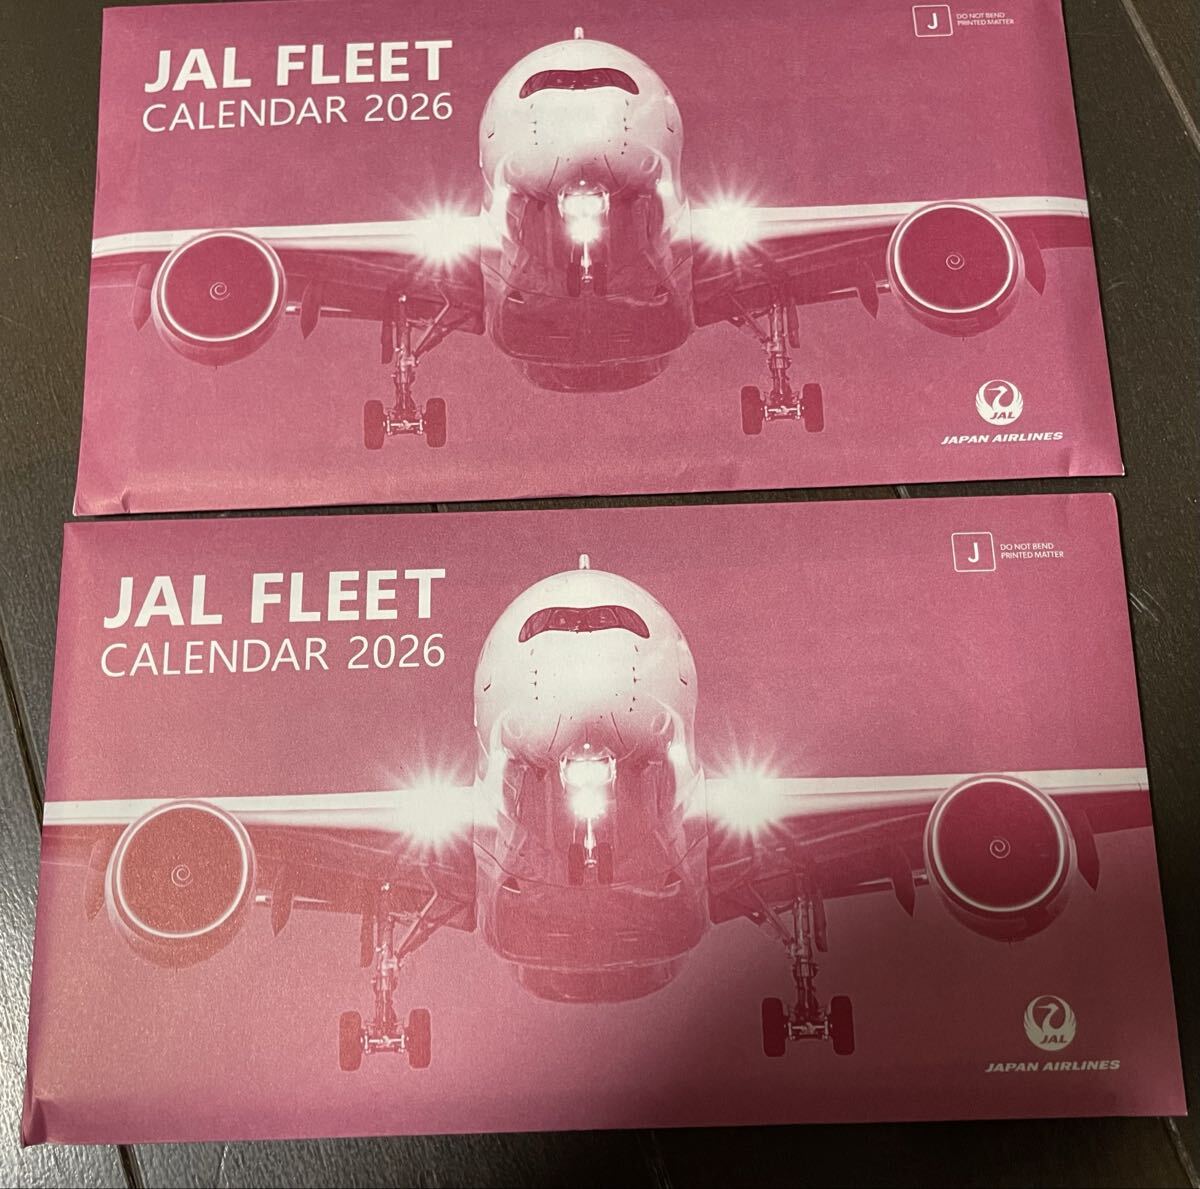 JAL FLEET
CALENDAR 2026
J
DO NOT BEND
PRINTED MATTER
JAL
JAPAN AIRLINES
JAL FLEET
CALENDAR 2026
J
DO NOT BEND
PRINTED MATTER
JAL
JAPAN AIRLINES